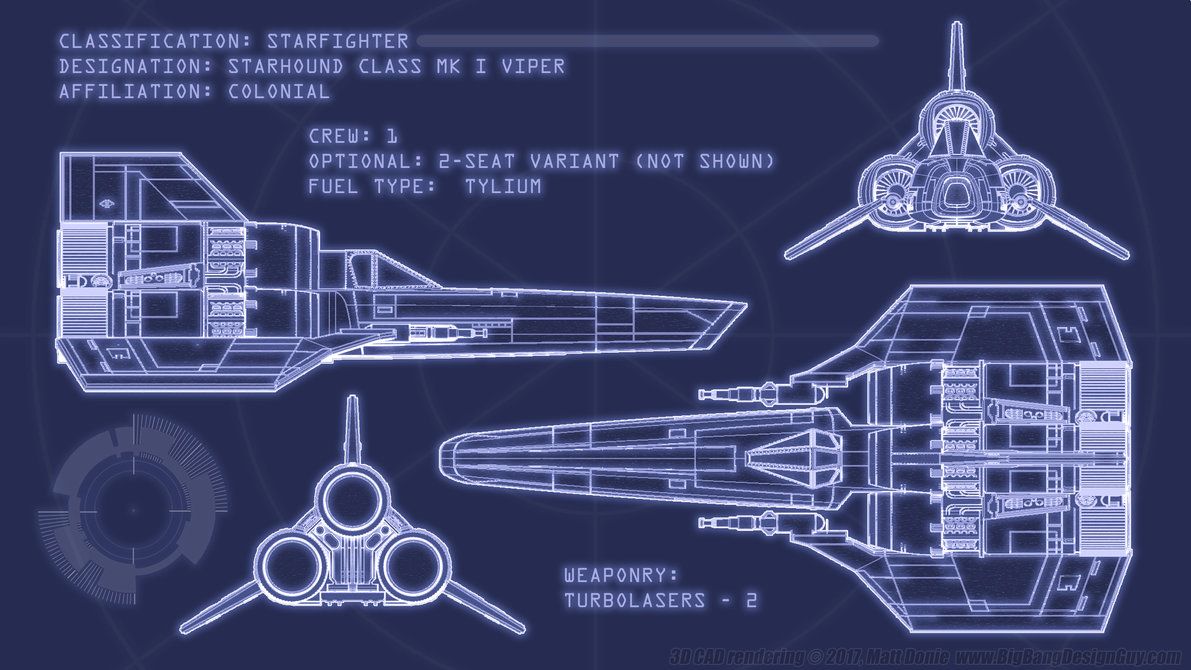 CLASSIFICATION: STARFIGHTER
DESIGNATION: STARHOUND CLASS MK I VIPER
AFFILIATION: COLONIAL
CREW: 1
OPTIONAL: 2-SEAT VARIANT (NOT SHOWN)
FUEL TYPE: TYLIUM
WEAPONRY:
TURBOLASERS - 2
3D CAD rendering © 2017, Matt Donie www.BigBangDesignGuy.com